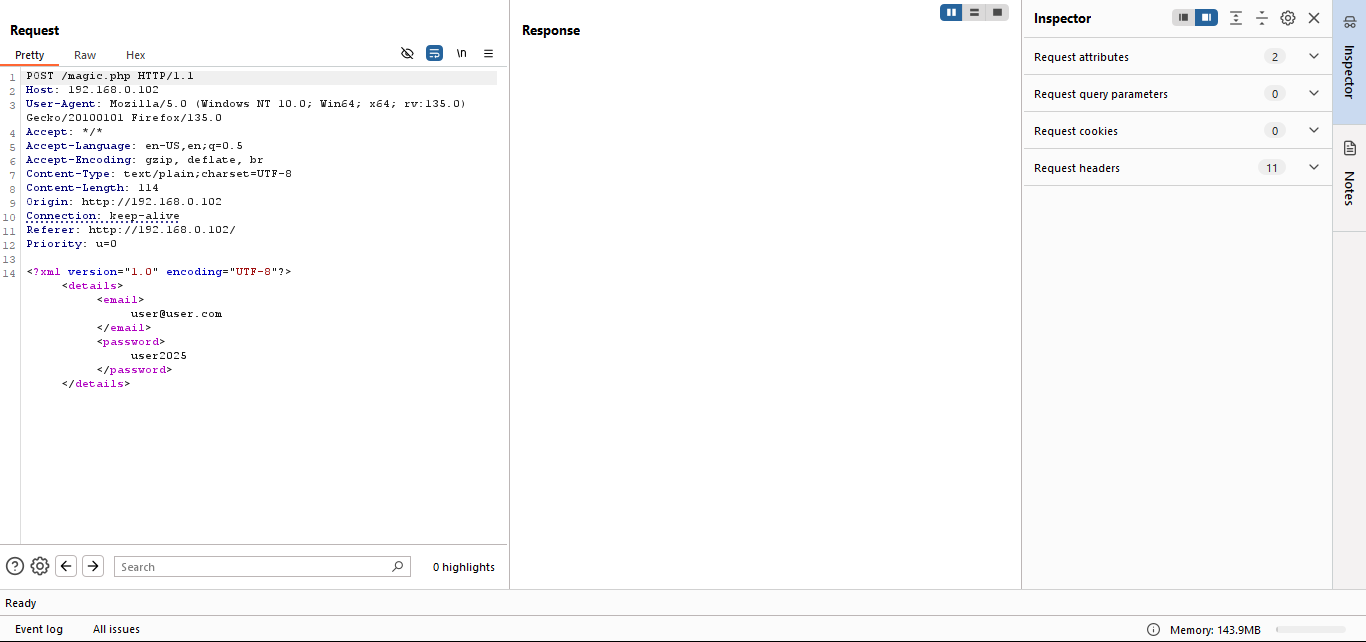 Request
Pretty Raw Hex
\n
1 POST /magic.php HTTP/1.1
2 Host: 192.168.0.102
3 User-Agent: Mozilla/5.0 (Windows NT 10.0; Win64; x64; rv:135.0)
Gecko/20100101 Firefox/135.0
4 Accept: */*
5 Accept-Language: en-US,en;q=0.5
6 Accept-Encoding: gzip, deflate, br
7 Content-Type: text/plain;charset=UTF-8
8 Content-Length: 114
9 Origin: http://192.168.0.102
10 Connection: keep-alive
11 Referer: http://192.168.0.102/
12 Priority: u=0
13
14 <?xml version="1.0" encoding="UTF-8"?>
<details>
<email>
user@user.com
</email>
<password>
user2025
</password>
</details>
Search
0 highlights
Response
Inspector
Request attributes 2
Request query parameters 0
Request cookies 0
Request headers 11
Inspector
Notes
Ready
Event log All issues
Memory: 143.9MB